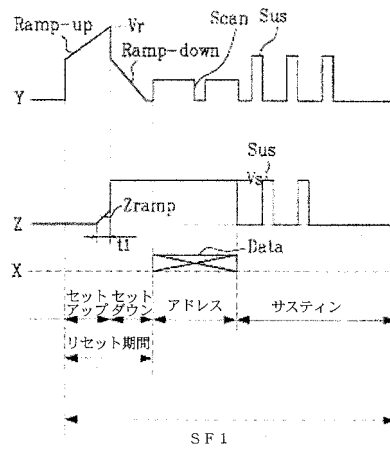 Ramp-up
Vr
Ramp-down
Scan
Sus
Y
Sus
Vs
Zramp
Z
t1
Data
X
セット
アップ
セット
ダウン
アドレス
サスティン
リセット期間
SF1